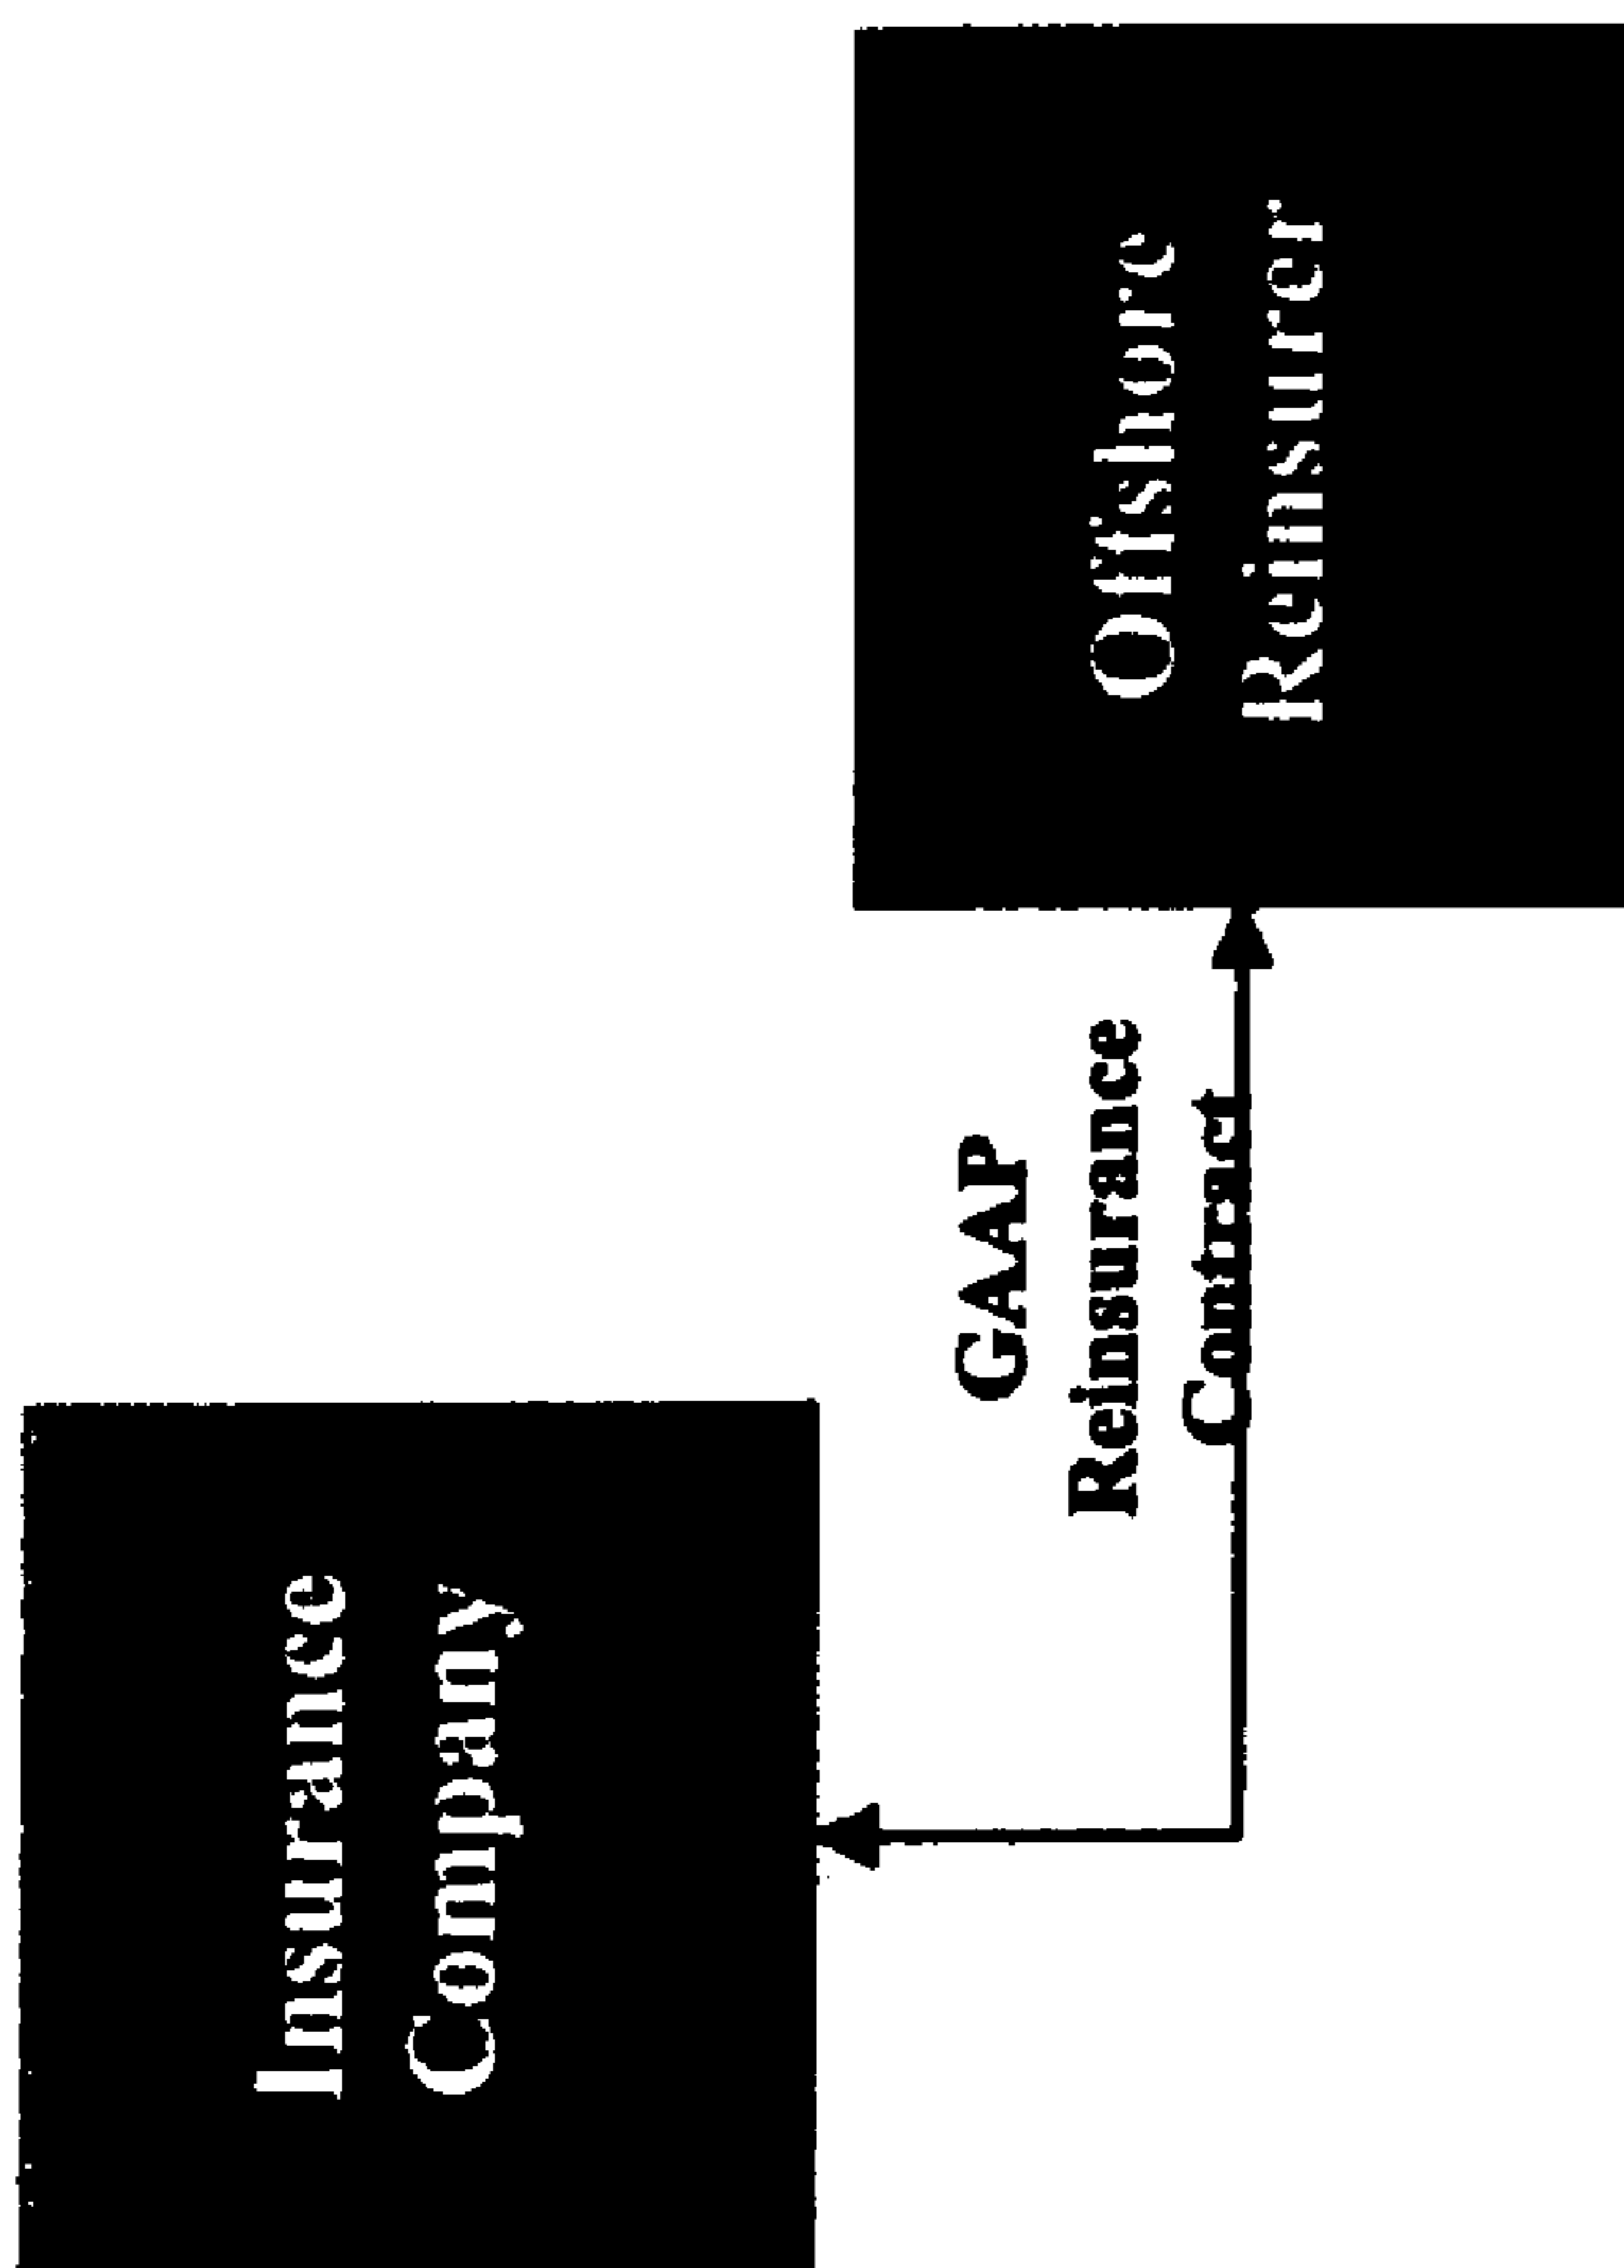 Insurance
Company
GAAP
Reinsurance
Contract
Offshore
Reinsurer